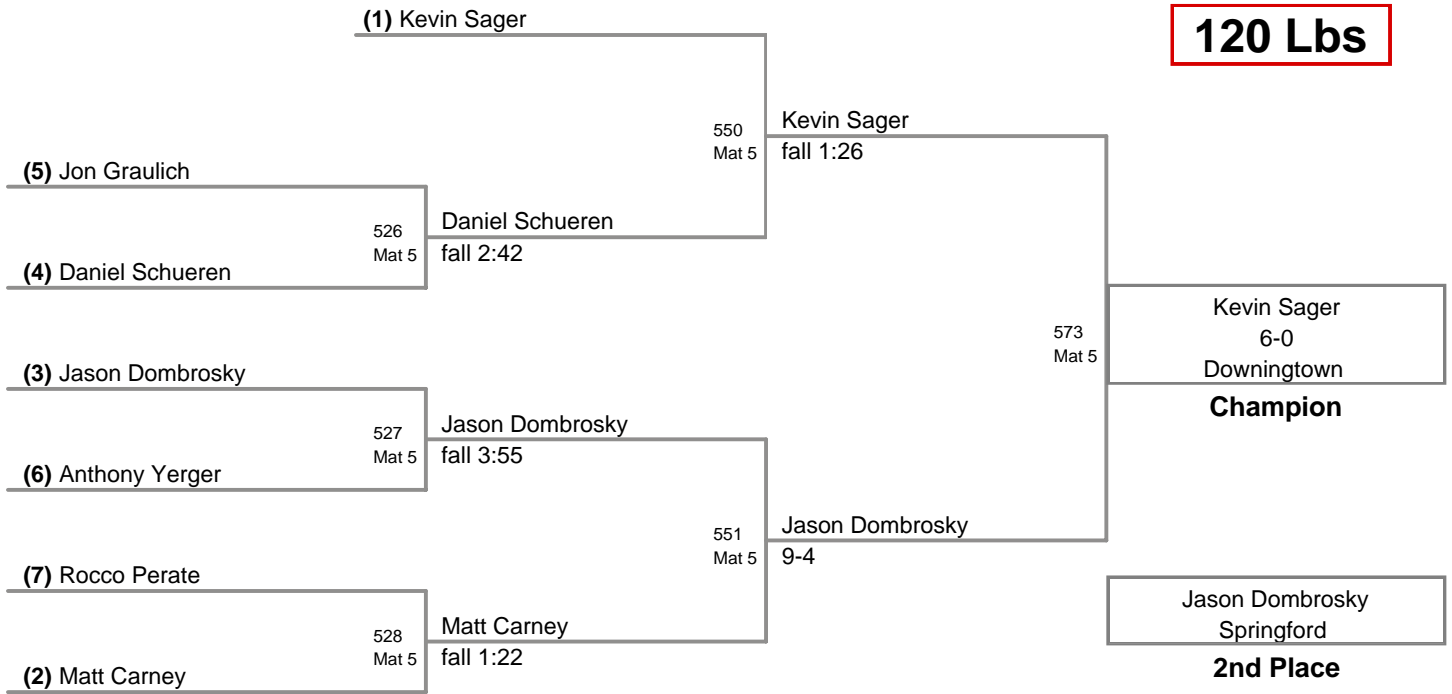 (1) Kevin Sager
120 Lbs
550
Mat 5
Kevin Sager
fall 1:26
(5) Jon Graulich
526
Mat 5
Daniel Schueren
fall 2:42
(4) Daniel Schueren
573
Mat 5
Kevin Sager
6-0
Downingtown
Champion
(3) Jason Dombrosky
527
Mat 5
Jason Dombrosky
fall 3:55
(6) Anthony Yerger
551
Mat 5
Jason Dombrosky
9-4
(7) Rocco Perate
528
Mat 5
Matt Carney
fall 1:22
(2) Matt Carney
Jason Dombrosky
Springford
2nd Place